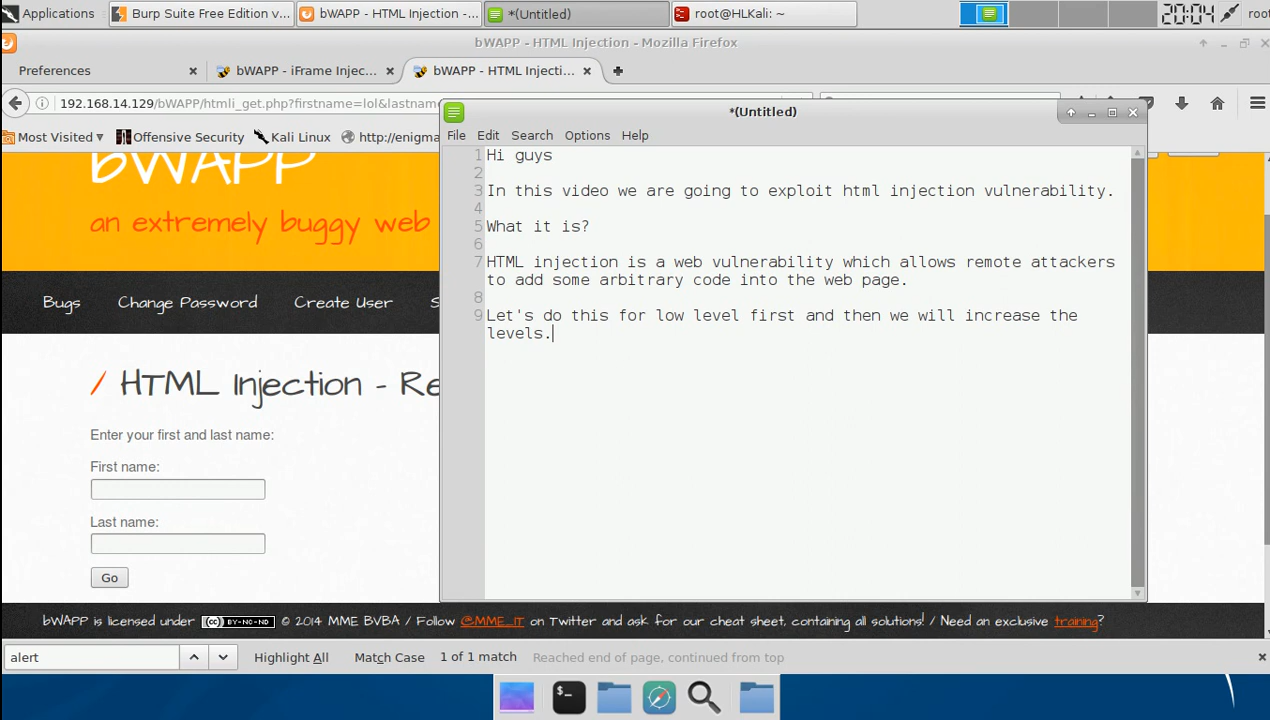 Applications
Burp Suite Free Edition v...
bWAPP - HTML Injection -...
*(Untitled)
root@HLKali: ~
20:04
bWAPP - HTML Injection - Mozilla Firefox
Preferences
bWAPP - iFrame Injec...
bWAPP - HTML Injecti...
192.168.14.129/bWAPP/htmli_get.php?firstname=lol&lastnam
*(Untitled)
Most Visited
Offensive Security
Kali Linux
http://enigma
File Edit Search Options Help
bWAPP
an extremely buggy web
Bugs
Change Password
Create User
S
/ HTML Injection - Re
Enter your first and last name:
First name:
Last name:
Go
1 Hi guys
2
3 In this video we are going to exploit html injection vulnerability.
4
5 What it is?
6
7 HTML injection is a web vulnerability which allows remote attackers
to add some arbitrary code into the web page.
8
9 Let's do this for low level first and then we will increase the
levels.
bWAPP is licensed under (cc) BY-NC-ND © 2014 MME BVBA / Follow @MME_IT on Twitter and ask for our cheat sheet, containing all solutions! / Need an exclusive training?
alert
Highlight All
Match Case
1 of 1 match
Reached end of page, continued from top